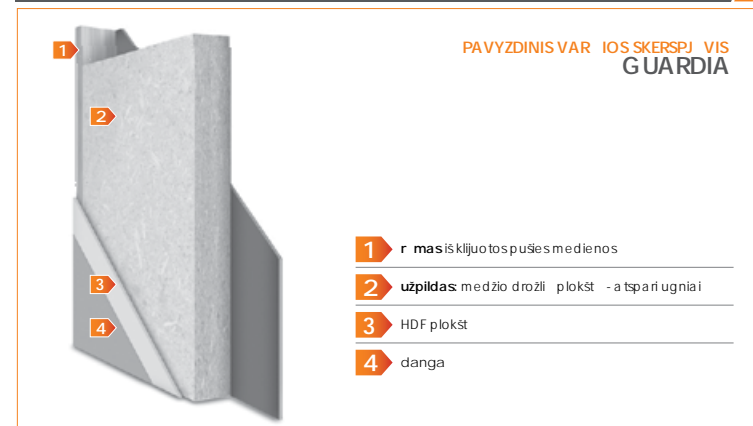 PAVYZDINIS VAR IOS SKERSPJ VIS
GUARDIA
1
2
3
4
1 r mas iš klijuotos pušies medienos
2 užpildas: medžio drožli plokšt - atspari ugniai
3 HDF plokšt
4 danga